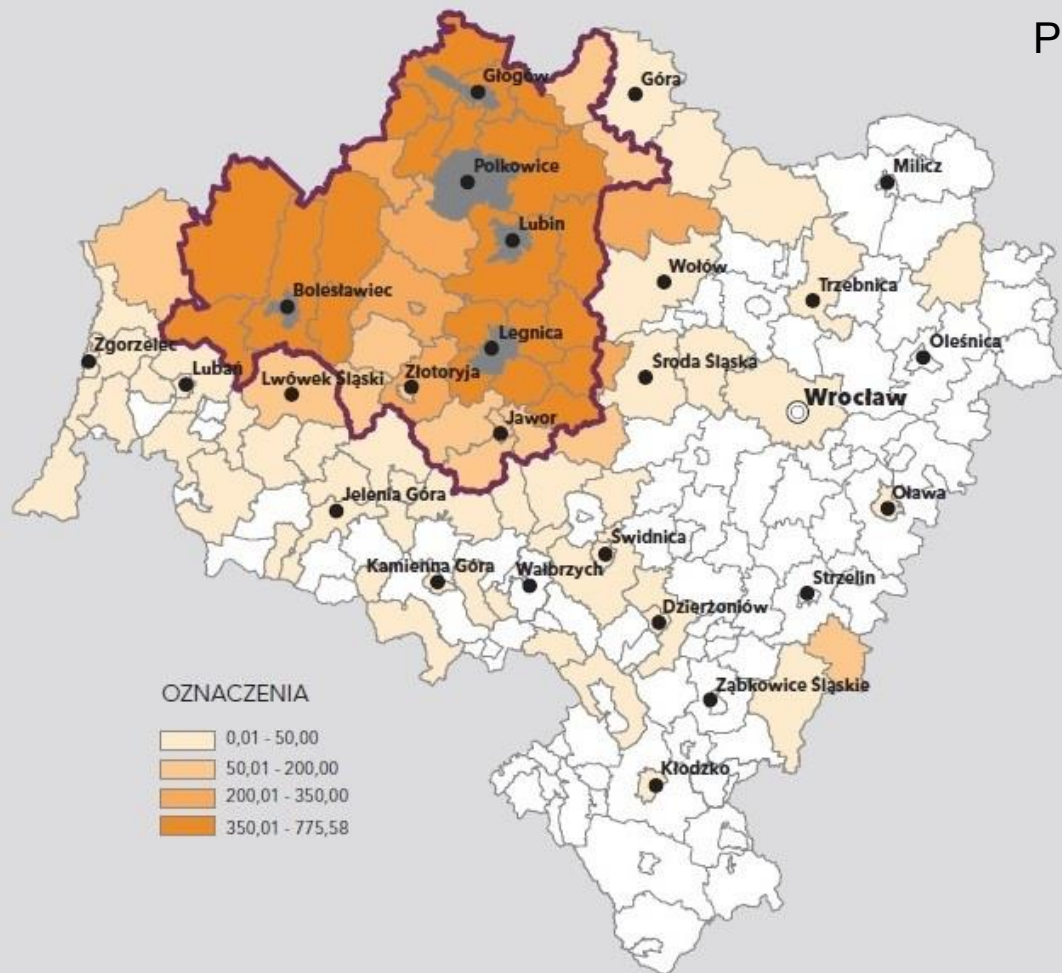 P
Głogów
Góra
Polkowice
Milicz
Lubin
Wołów
Bolesławiec
Trzebnica
Legnica
Zgorzelec
Lubań
Lwówek Śląski
Złotoryja
Środa Śląska
Oleśnica
Wrocław
Jawor
Jelenia Góra
Oława
Świdnica
Kamienna Góra
Wałbrzych
Strzelin
Dzierżoniów
OZNACZENIA
Ząbkowice Śląskie
0,01 - 50,00
50,01 - 200,00
Kłodzko
200,01 - 350,00
350,01 - 775,58